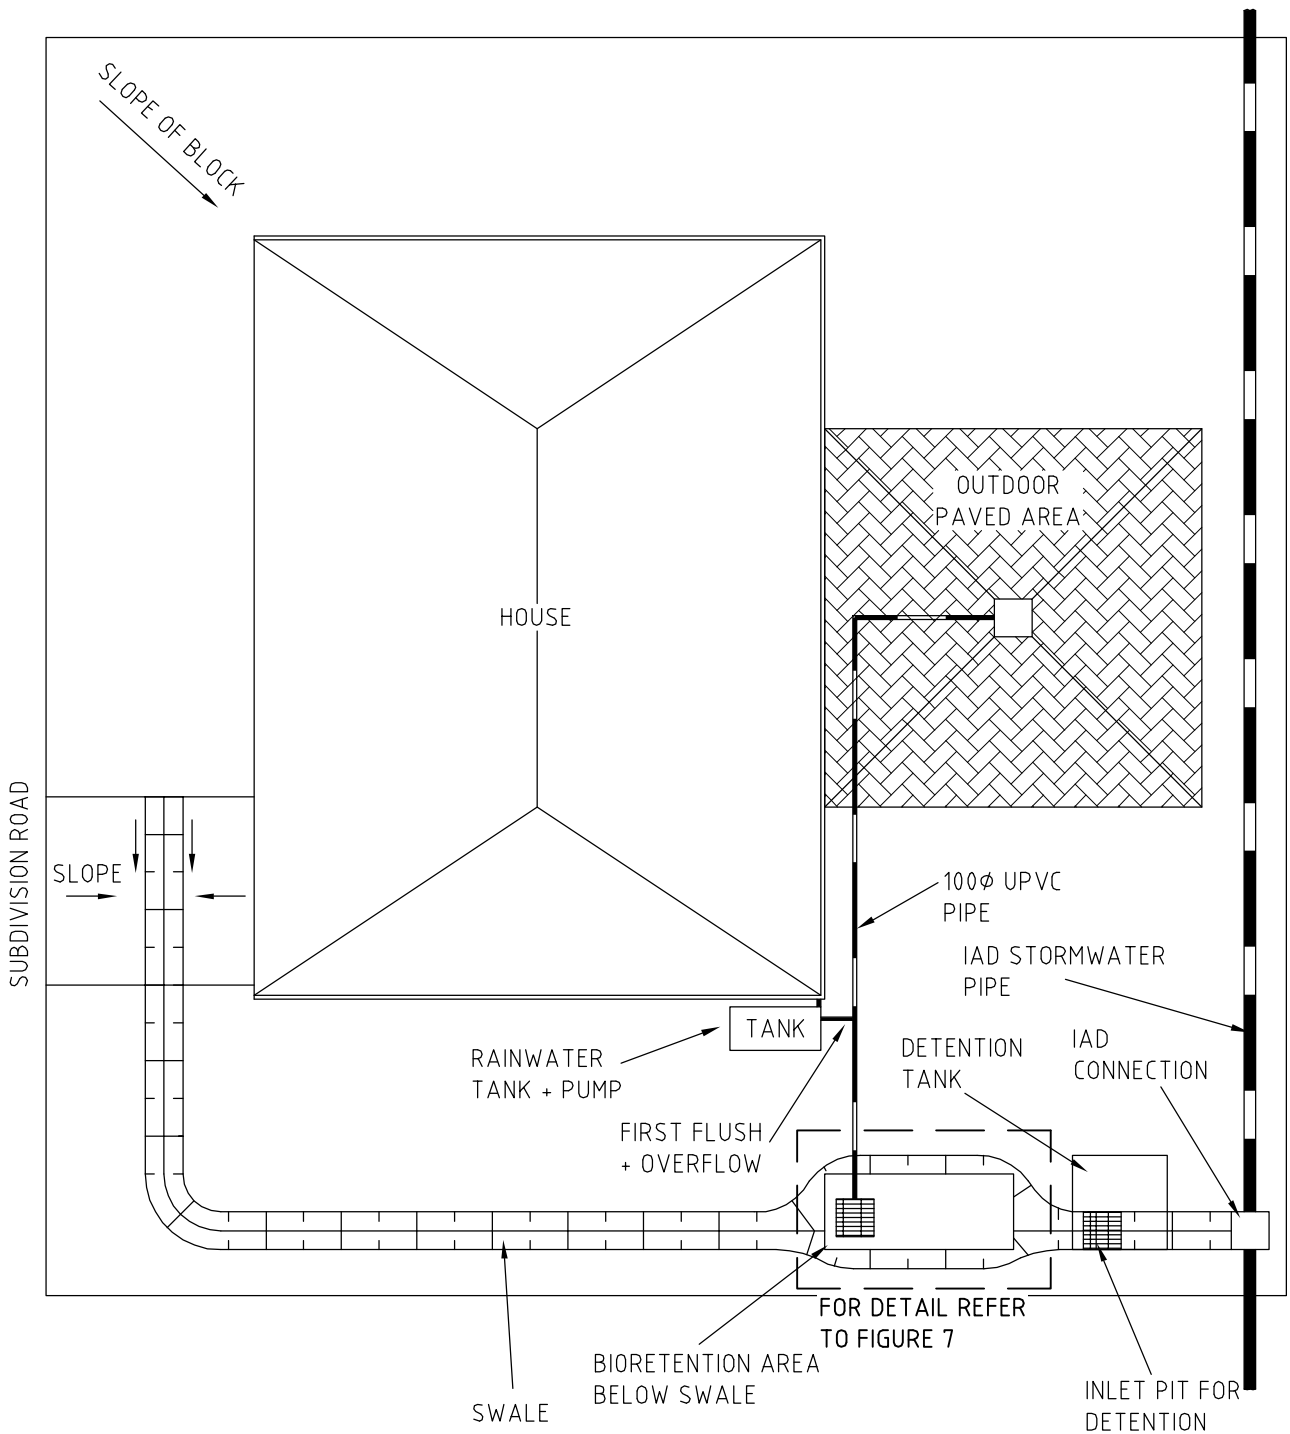 SLOPE OF BLOCK
OUTDOOR
PAVED AREA
HOUSE
SUBDIVISION ROAD
SLOPE
100Ø UPVC
PIPE
IAD STORMWATER
PIPE
TANK
RAINWATER
TANK + PUMP
DETENTION
TANK
IAD
CONNECTION
FIRST FLUSH
+ OVERFLOW
FOR DETAIL REFER
TO FIGURE 7
BIORETENTION AREA
BELOW SWALE
SWALE
INLET PIT FOR
DETENTION